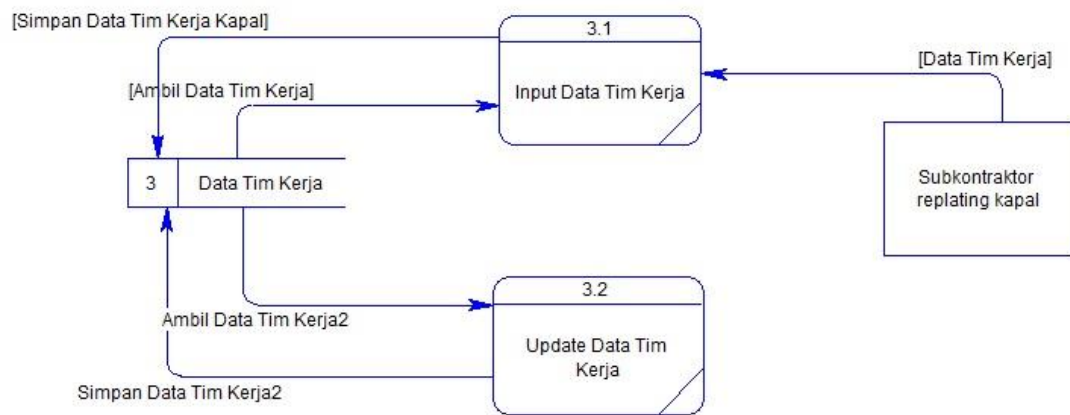 [Simpan Data Tim Kerja Kapal]
3.1
[Data Tim Kerja]
[Ambil Data Tim Kerja]
Input Data Tim Kerja
3
Data Tim Kerja
Subkontraktor
replating kapal
3.2
Ambil Data Tim Kerja2
Update Data Tim
Kerja
Simpan Data Tim Kerja2